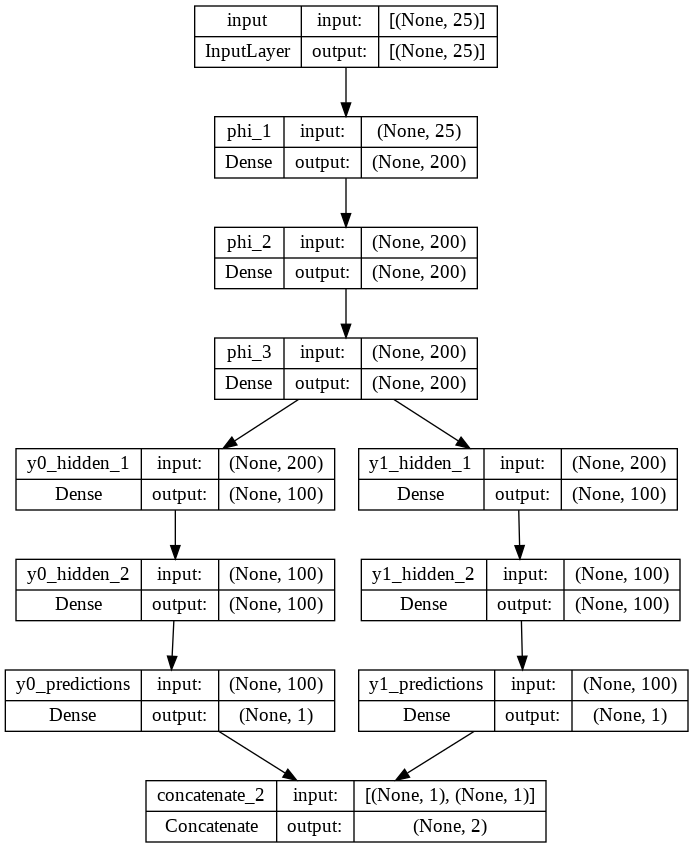 input input: [(None, 25)]
InputLayer output: [(None, 25)]
phi_1 input: (None, 25)
Dense output: (None, 200)
phi_2 input: (None, 200)
Dense output: (None, 200)
phi_3 input: (None, 200)
Dense output: (None, 200)
y0_hidden_1 input: (None, 200)
Dense output: (None, 100)
y1_hidden_1 input: (None, 200)
Dense output: (None, 100)
y0_hidden_2 input: (None, 100)
Dense output: (None, 100)
y1_hidden_2 input: (None, 100)
Dense output: (None, 100)
y0_predictions input: (None, 100)
Dense output: (None, 1)
y1_predictions input: (None, 100)
Dense output: (None, 1)
concatenate_2 input: [(None, 1), (None, 1)]
Concatenate output: (None, 2)